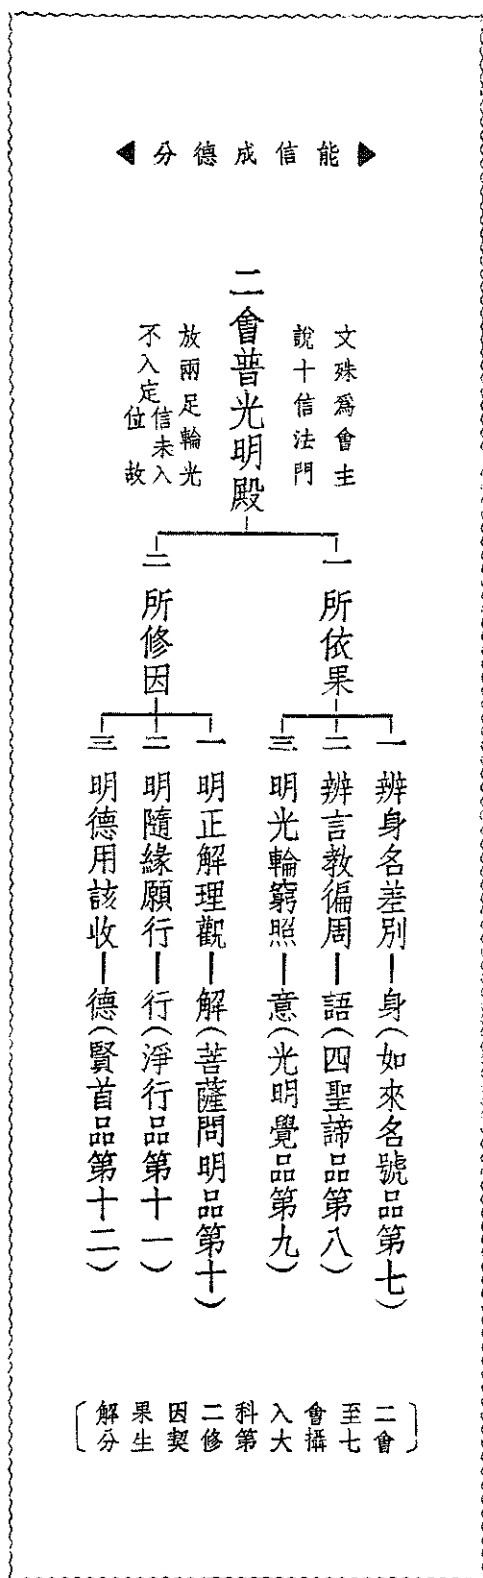 能信成德分
二會普光明殿
文殊爲會主
說十信法門
放兩足輪光
不入定信未入位故
一 所依果
一 辨身名差別—身(如來名號品第七)
二 辨言教徧周—語(四聖諦品第八)
三 明光輪窮照—意(光明覺品第九)
二 所修因
一 明正解理觀—解(菩薩問明品第十)
二 明隨緣願行—行(淨行品第十一)
三 明德用該收—德(賢首品第十二)
〔二會至七會攝入大科第二修因契果生解分〕